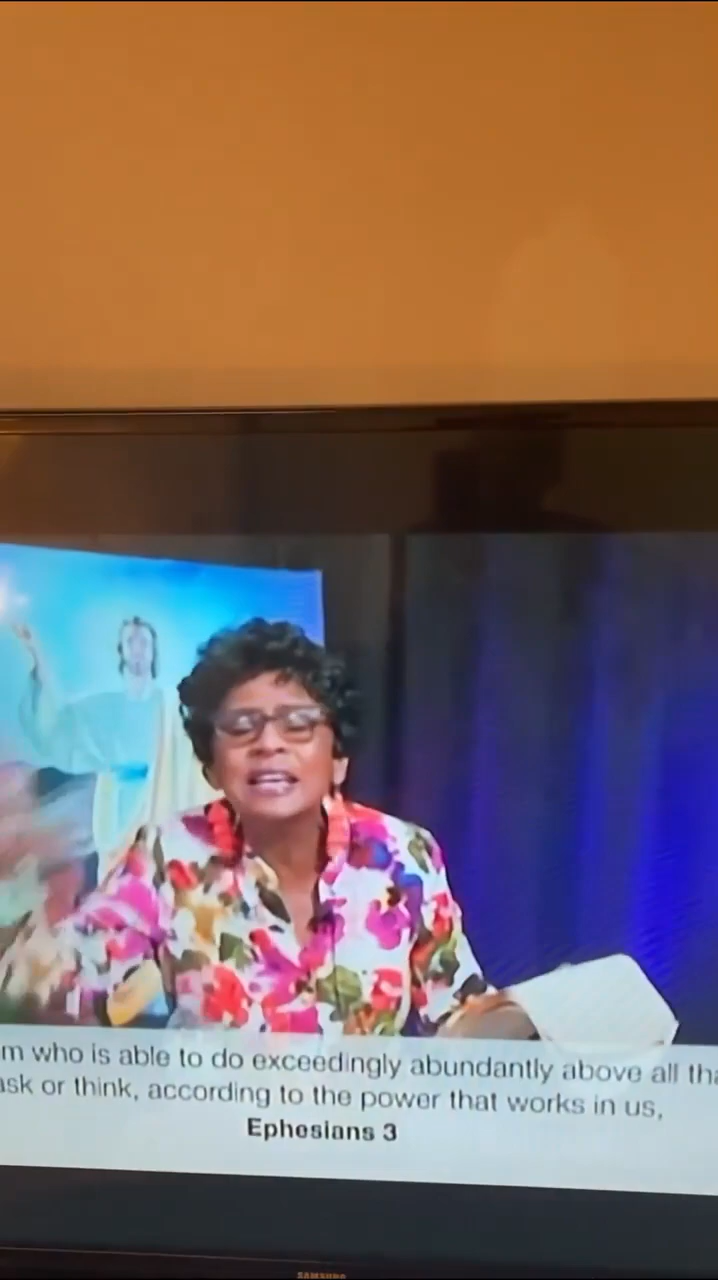 m who is able to do exceedingly abundantly above all tha
ask or think, according to the power that works in us,
Ephesians 3
SAMSUNG